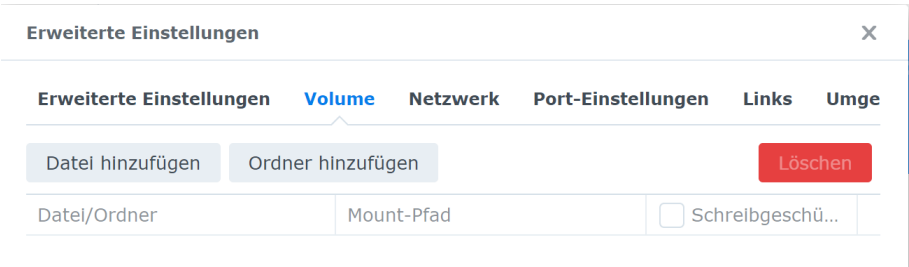 Erweiterte Einstellungen
Erweiterte Einstellungen Volume Netzwerk Port-Einstellungen Links Umge
Datei hinzufügen Ordner hinzufügen Löschen
Datei/Ordner Mount-Pfad Schreibgeschü...